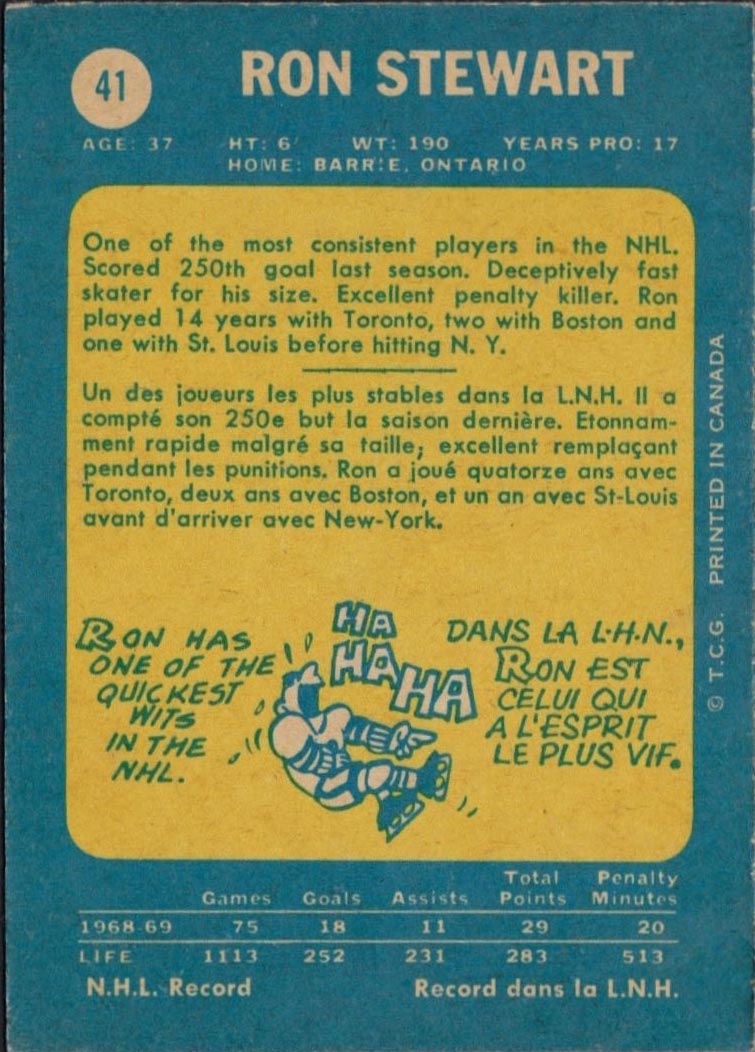 41
RON STEWART
AGE: 37 HT: 6' WT: 190 YEARS PRO: 17
HOME: BARRIE, ONTARIO
One of the most consistent players in the NHL.
Scored 250th goal last season. Deceptively fast
skater for his size. Excellent penalty killer. Ron
played 14 years with Toronto, two with Boston and
one with St. Louis before hitting N. Y.
Un des joueurs les plus stables dans la L.N.H. Il a
compté son 250e but la saison dernière. Etonnam-
ment rapide malgré sa taille; excellent remplaçant
pendant les punitions. Ron a joué quatorze ans avec
Toronto, deux ans avec Boston, et un an avec St-Louis
avant d'arriver avec New-York.
RON HAS
ONE OF THE
QUICKEST
WITS
IN THE
NHL.
HA
HA
HA
DANS LA L.H.N.,
RON EST
CELUI QUI
A L'ESPRIT
LE PLUS VIF.
© T.C.G. PRINTED IN CANADA
Games Goals Assists Total Points Penalty Minutes
1968-69 75 18 11 29 20
LIFE 1113 252 231 283 513
N.H.L. Record Record dans la L.N.H.